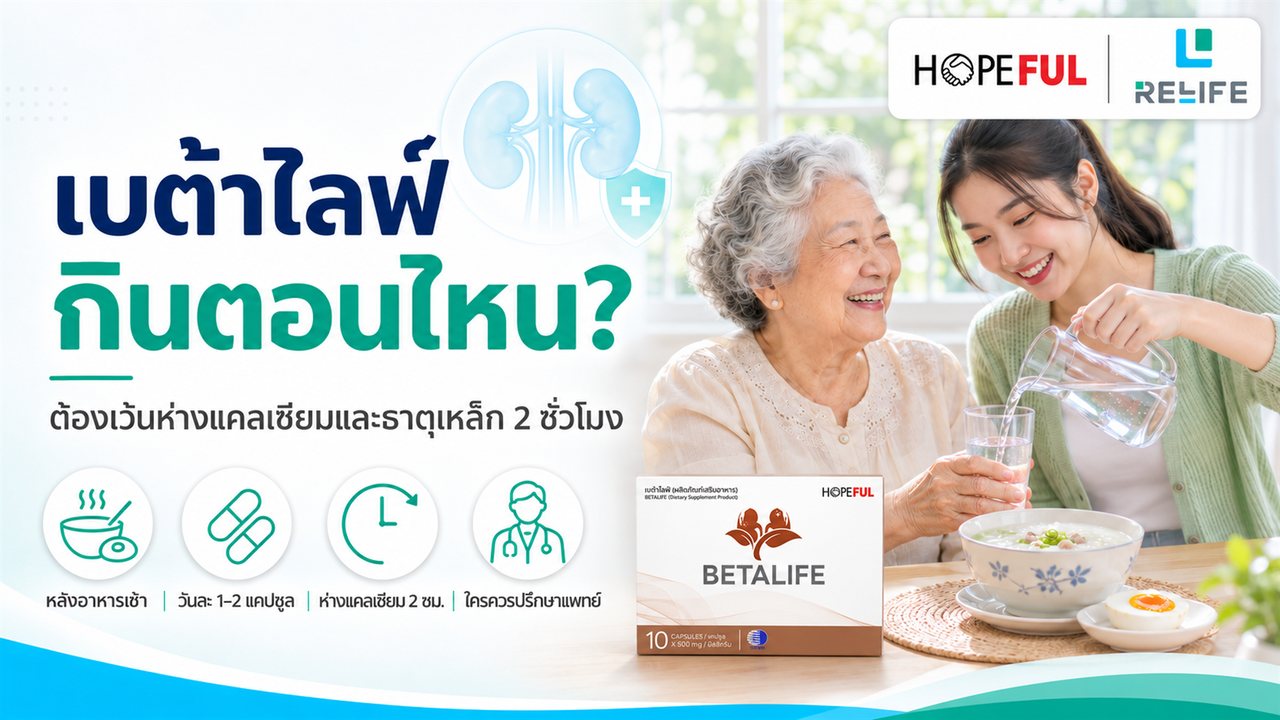 HOPEFUL
RELIFE
เบต้าไลฟ์
กินตอนไหน?
ต้องเว้นห่างแคลเซียมและธาตุเหล็ก 2 ชั่วโมง
หลังอาหารเช้า
วันละ 1–2 แคปซูล
ห่างแคลเซียม 2 ซม.
ใครควรปรึกษาแพทย์
เบต้าไลฟ์ (ผลิตภัณฑ์เสริมอาหาร)
BETALIFE (Dietary Supplement Product)
HOPEFUL
BETALIFE
10 CAPSULES / แคปซูล
X 500 mg / มิลลิกรัม